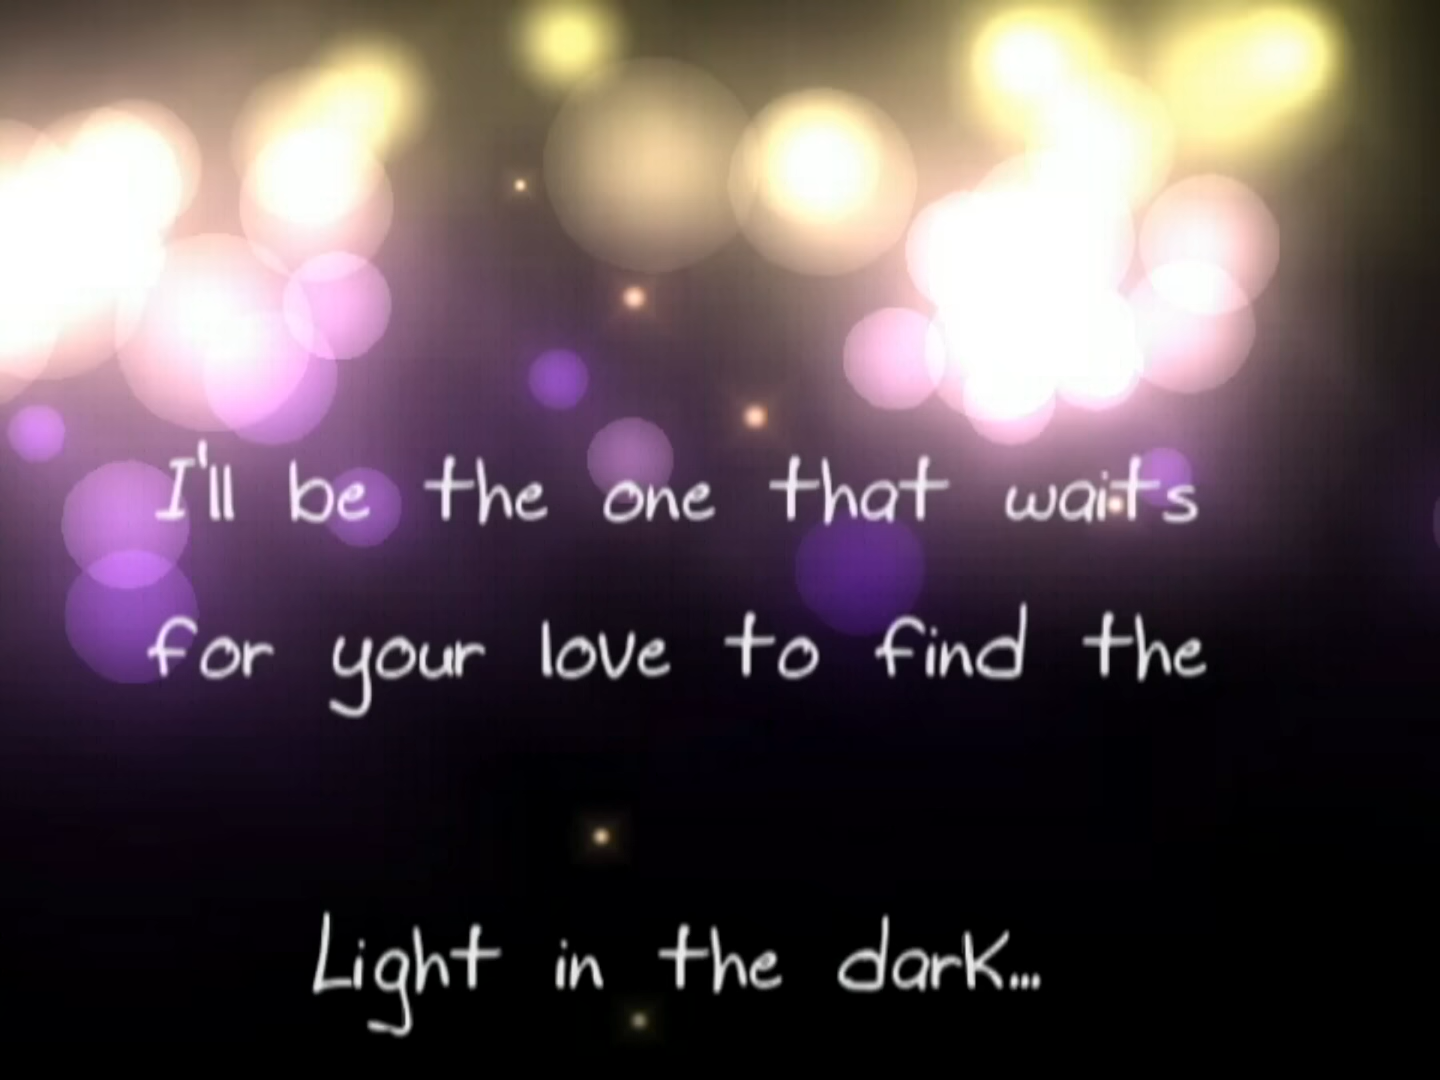 I'll be the one that waits
for your love to find the
Light in the dark...